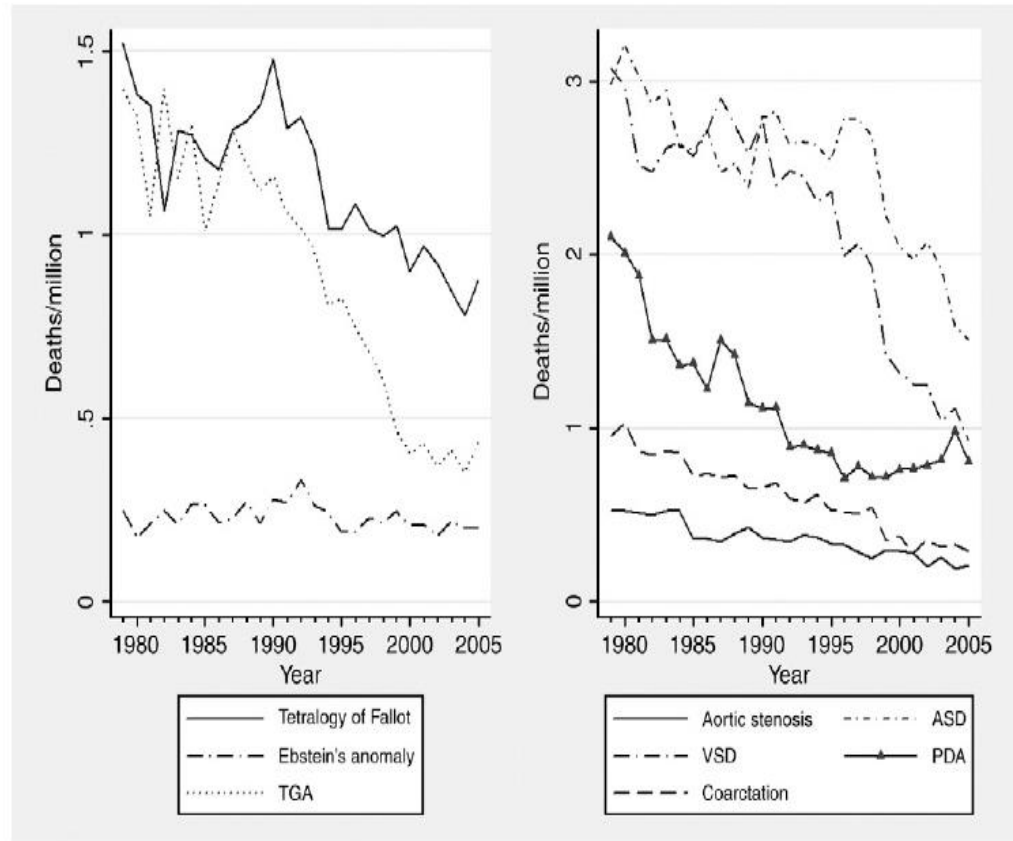 Deaths/million
0
.5
1
1.5
1980 1985 1990 1995 2000 2005
Year
Tetralogy of Fallot
Ebstein's anomaly
TGA
Deaths/million
0
1
2
3
1980 1985 1990 1995 2000 2005
Year
Aortic stenosis ASD
VSD PDA
Coarctation